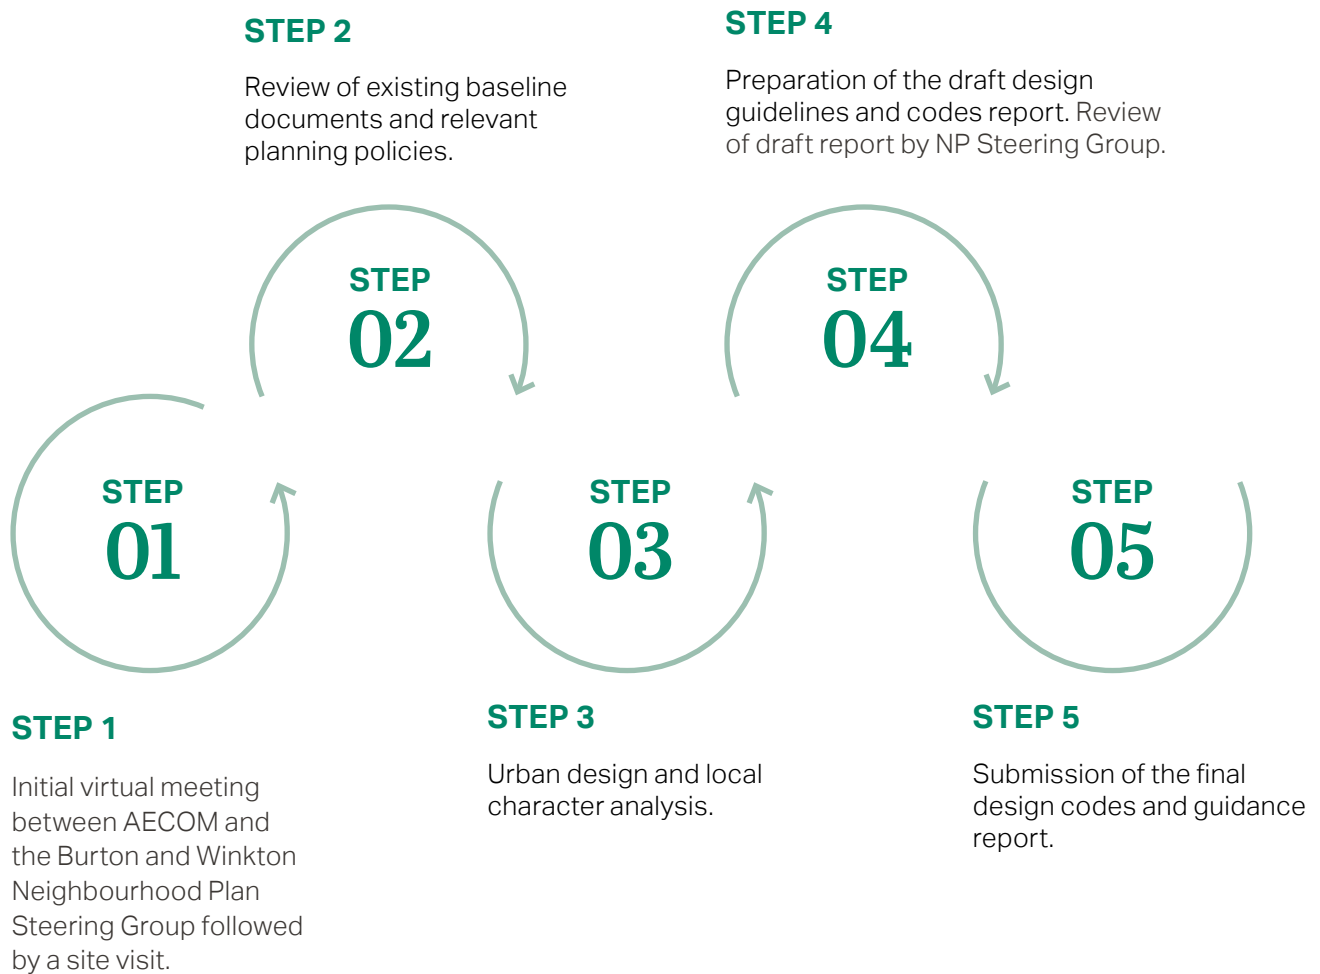 STEP 2
Review of existing baseline
documents and relevant
planning policies.
STEP 4
Preparation of the draft design
guidelines and codes report. Review
of draft report by NP Steering Group.
STEP
02
STEP
04
STEP
01
STEP
03
STEP
05
STEP 1
Initial virtual meeting
between AECOM and
the Burton and Winkton
Neighbourhood Plan
Steering Group followed
by a site visit.
STEP 3
Urban design and local
character analysis.
STEP 5
Submission of the final
design codes and guidance
report.